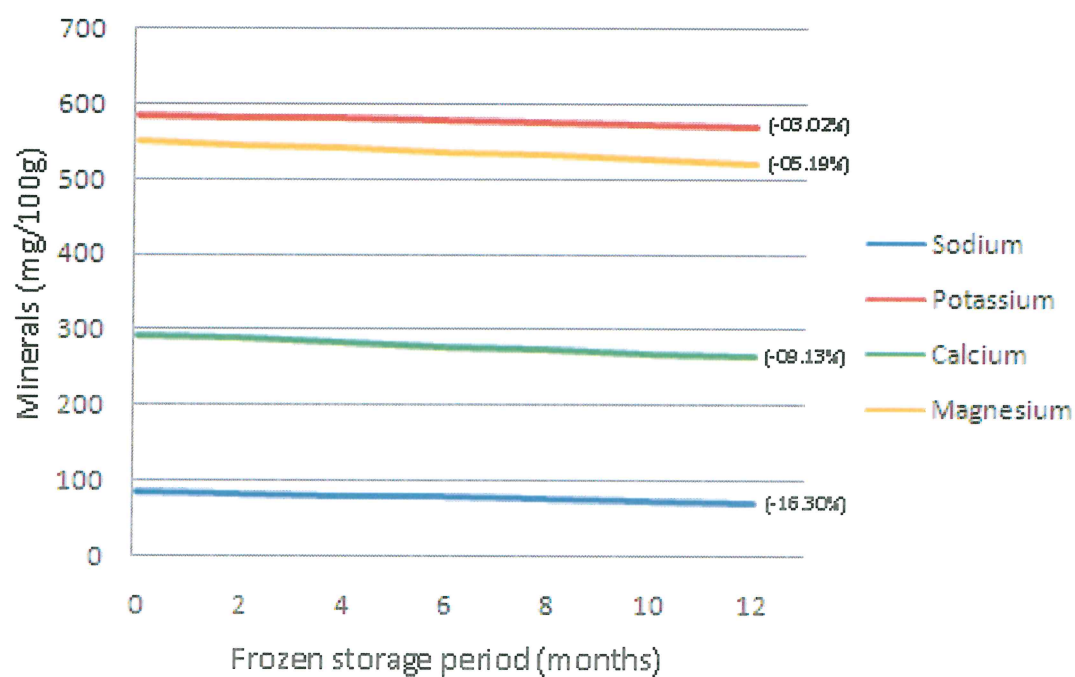 700
600
500
400
300
200
100
0
Minerals (mg/100g)
(-03.02%)
(-05.19%)
(-09.13%)
(-16.30%)
Sodium
Potassium
Calcium
Magnesium
0 2 4 6 8 10 12
Frozen storage period (months)